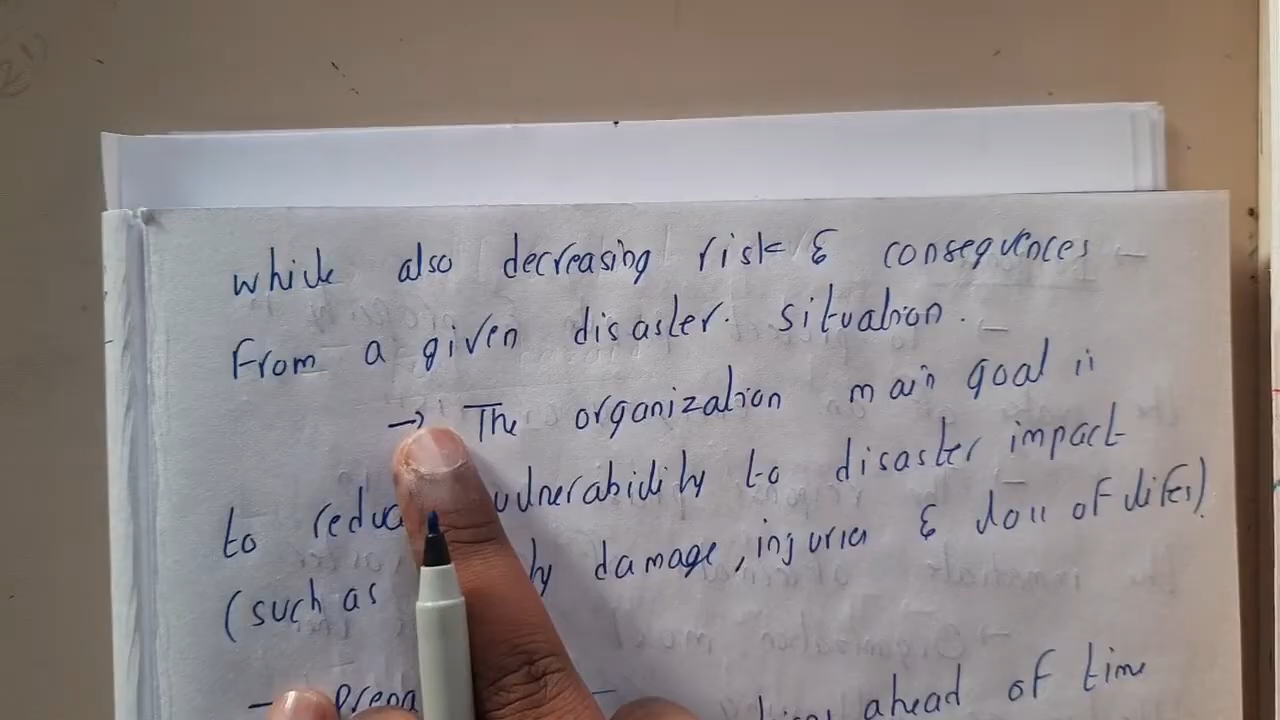 while also decreasing risk & consequences
From a given disaster. situation.
→ The organization main goal is
to reduc vulnerability to disaster impact
(such as damage, injuries & loss of lifes)
ahead of time